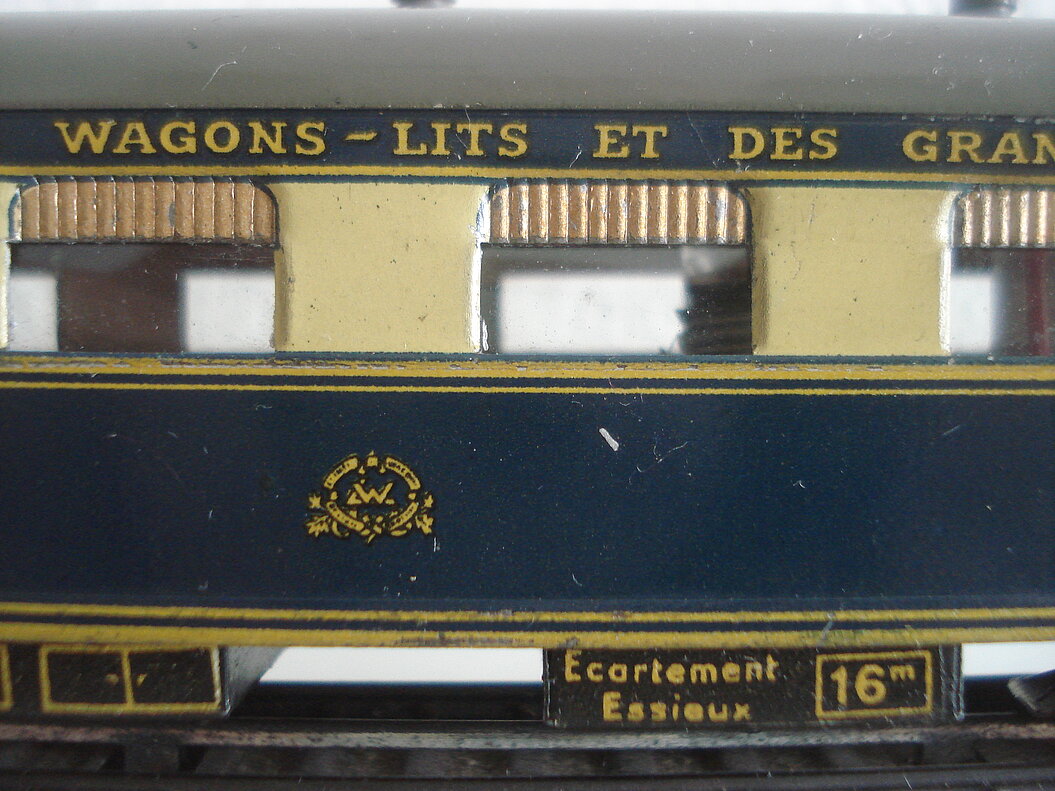 WAGONS - LITS ET DES GRAN
W
Ecartement
Essieux
16m